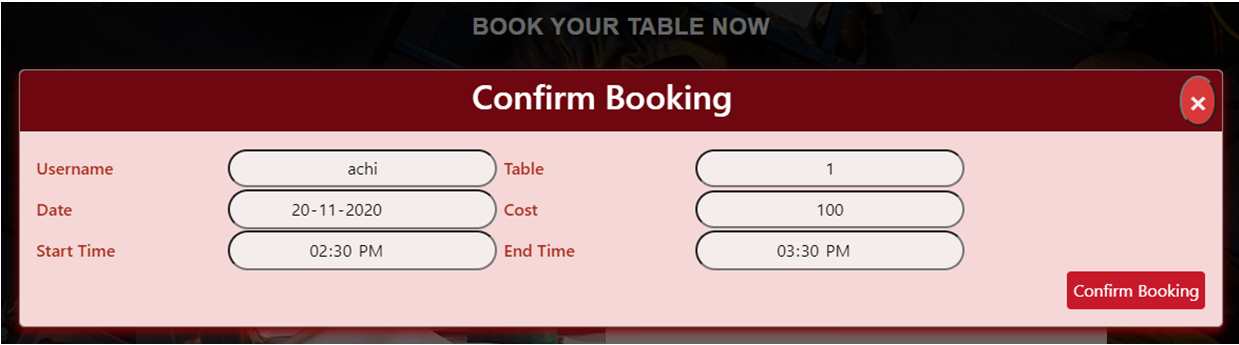 BOOK YOUR TABLE NOW
Confirm Booking ×
Username achi Table 1
Date 20-11-2020 Cost 100
Start Time 02:30 PM End Time 03:30 PM
Confirm Booking